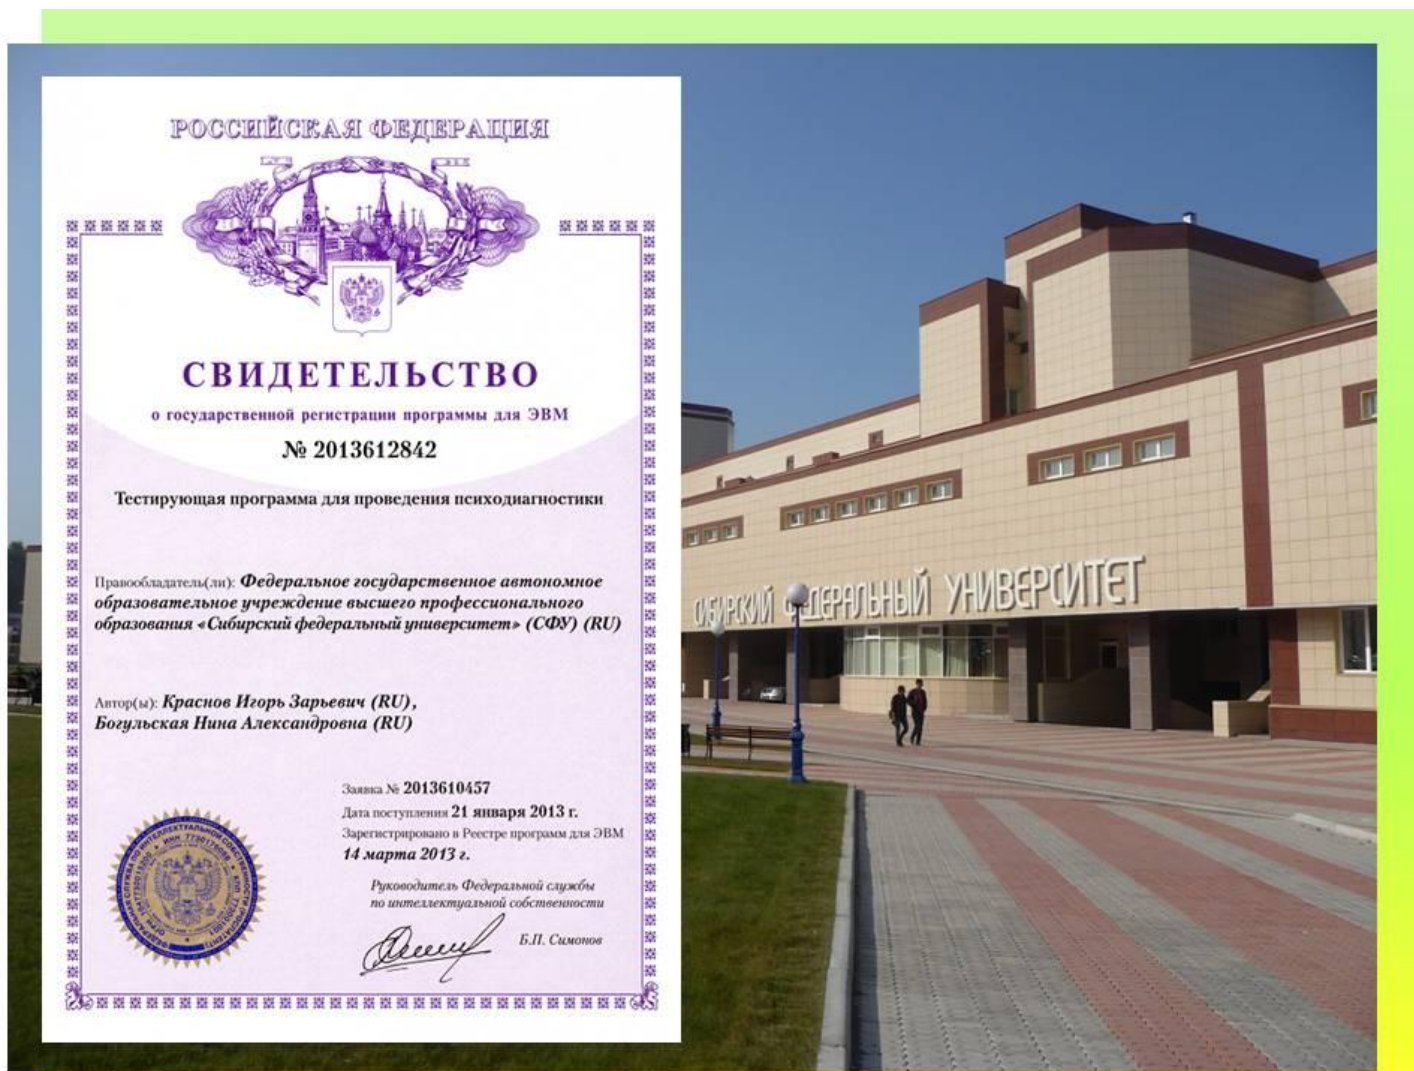 РОССИЙСКАЯ ФЕДЕРАЦИЯ
СВИДЕТЕЛЬСТВО
о государственной регистрации программы для ЭВМ
№ 2013612842
Тестирующая программа для проведения психодиагностики
Правообладатель(ли): Федеральное государственное автономное
образовательное учреждение высшего профессионального
образования «Сибирский федеральный университет» (СФУ) (RU)
Автор(ы): Краснов Игорь Зарьевич (RU),
Богульская Нина Александровна (RU)
Заявка № 2013610457
Дата поступления 21 января 2013 г.
Зарегистрировано в Реестре программ для ЭВМ
14 марта 2013 г.
Руководитель Федеральной службы
по интеллектуальной собственности
Б.П. Симонов
СИБИРСКИЙ ФЕДЕРАЛЬНЫЙ УНИВЕРСИТЕТ